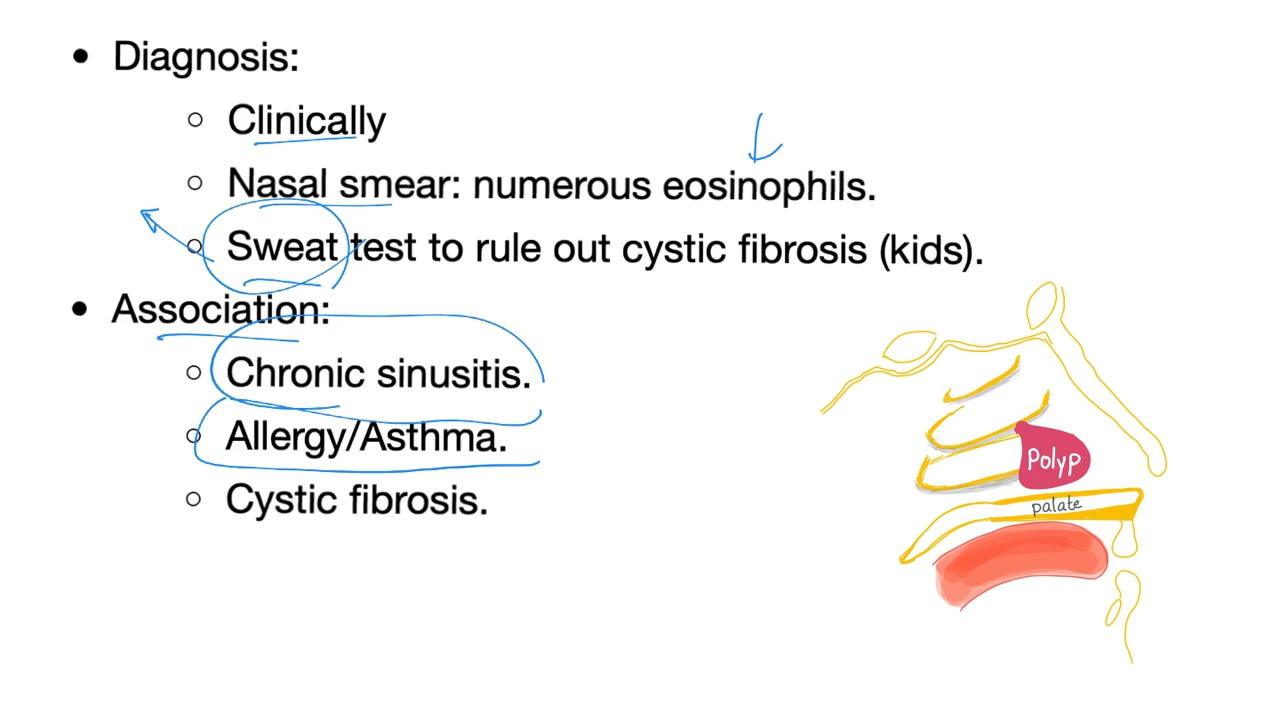 • Diagnosis:
○ Clinically
○ Nasal smear: numerous eosinophils.
○ Sweat test to rule out cystic fibrosis (kids).
• Association:
○ Chronic sinusitis.
○ Allergy/Asthma.
○ Cystic fibrosis.
Polyp
palate